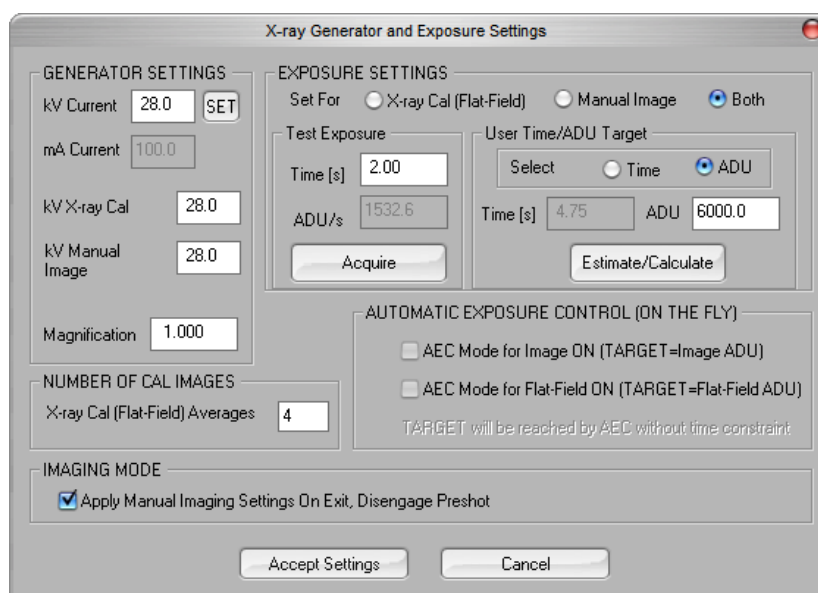 X-ray Generator and Exposure Settings
GENERATOR SETTINGS
kV Current 28.0 SET
mA Current 100.0
kV X-ray Cal 28.0
kV Manual
Image 28.0
Magnification 1.000
NUMBER OF CAL IMAGES
X-ray Cal (Flat-Field) Averages 4
EXPOSURE SETTINGS
Set For X-ray Cal (Flat-Field) Manual Image Both
Test Exposure
Time [s] 2.00
ADU/s 1532.6
Acquire
User Time/ADU Target
Select Time ADU
Time [s] 4.75 ADU 6000.0
Estimate/Calculate
AUTOMATIC EXPOSURE CONTROL (ON THE FLY)
AEC Mode for Image ON (TARGET=Image ADU)
AEC Mode for Flat-Field ON (TARGET=Flat-Field ADU)
TARGET will be reached by AEC without time constraint
IMAGING MODE
Apply Manual Imaging Settings On Exit, Disengage Preshot
Accept Settings Cancel